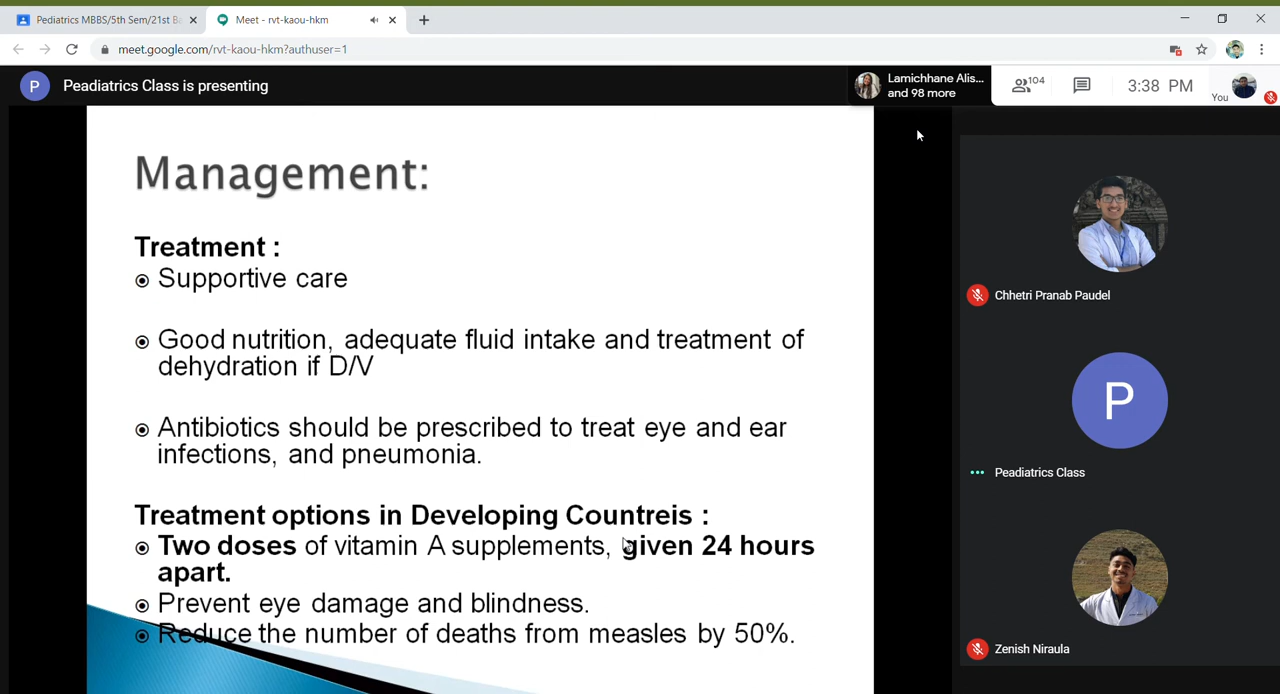 Pediatrics MBBS/5th Sem/21st B
Meet - rvt-kaou-hkm
meet.google.com/rvt-kaou-hkm?authuser=1
P
Peadiatrics Class is presenting
Lamichhane Alis...
and 98 more
104
3:38 PM
You
Management:
Treatment :
Supportive care
Good nutrition, adequate fluid intake and treatment of
dehydration if D/V
Antibiotics should be prescribed to treat eye and ear
infections, and pneumonia.
Treatment options in Developing Countreis :
Two doses of vitamin A supplements, given 24 hours
apart.
Prevent eye damage and blindness.
Reduce the number of deaths from measles by 50%.
Chhetri Pranab Paudel
P
Peadiatrics Class
Zenish Niraula